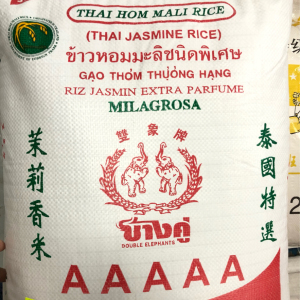 THAI HOM MALI RICE
(THAI JASMINE RICE)
ข้าวหอมมะลิชนิดพิเศษ
GẠO THƠM THƯỢNG HẠNG
RIZ JASMIN EXTRA PARFUME
MILAGROSA
雙象牌
茉莉香米
泰國特選
ช้างคู่
DOUBLE ELEPHANTS
AAAAA